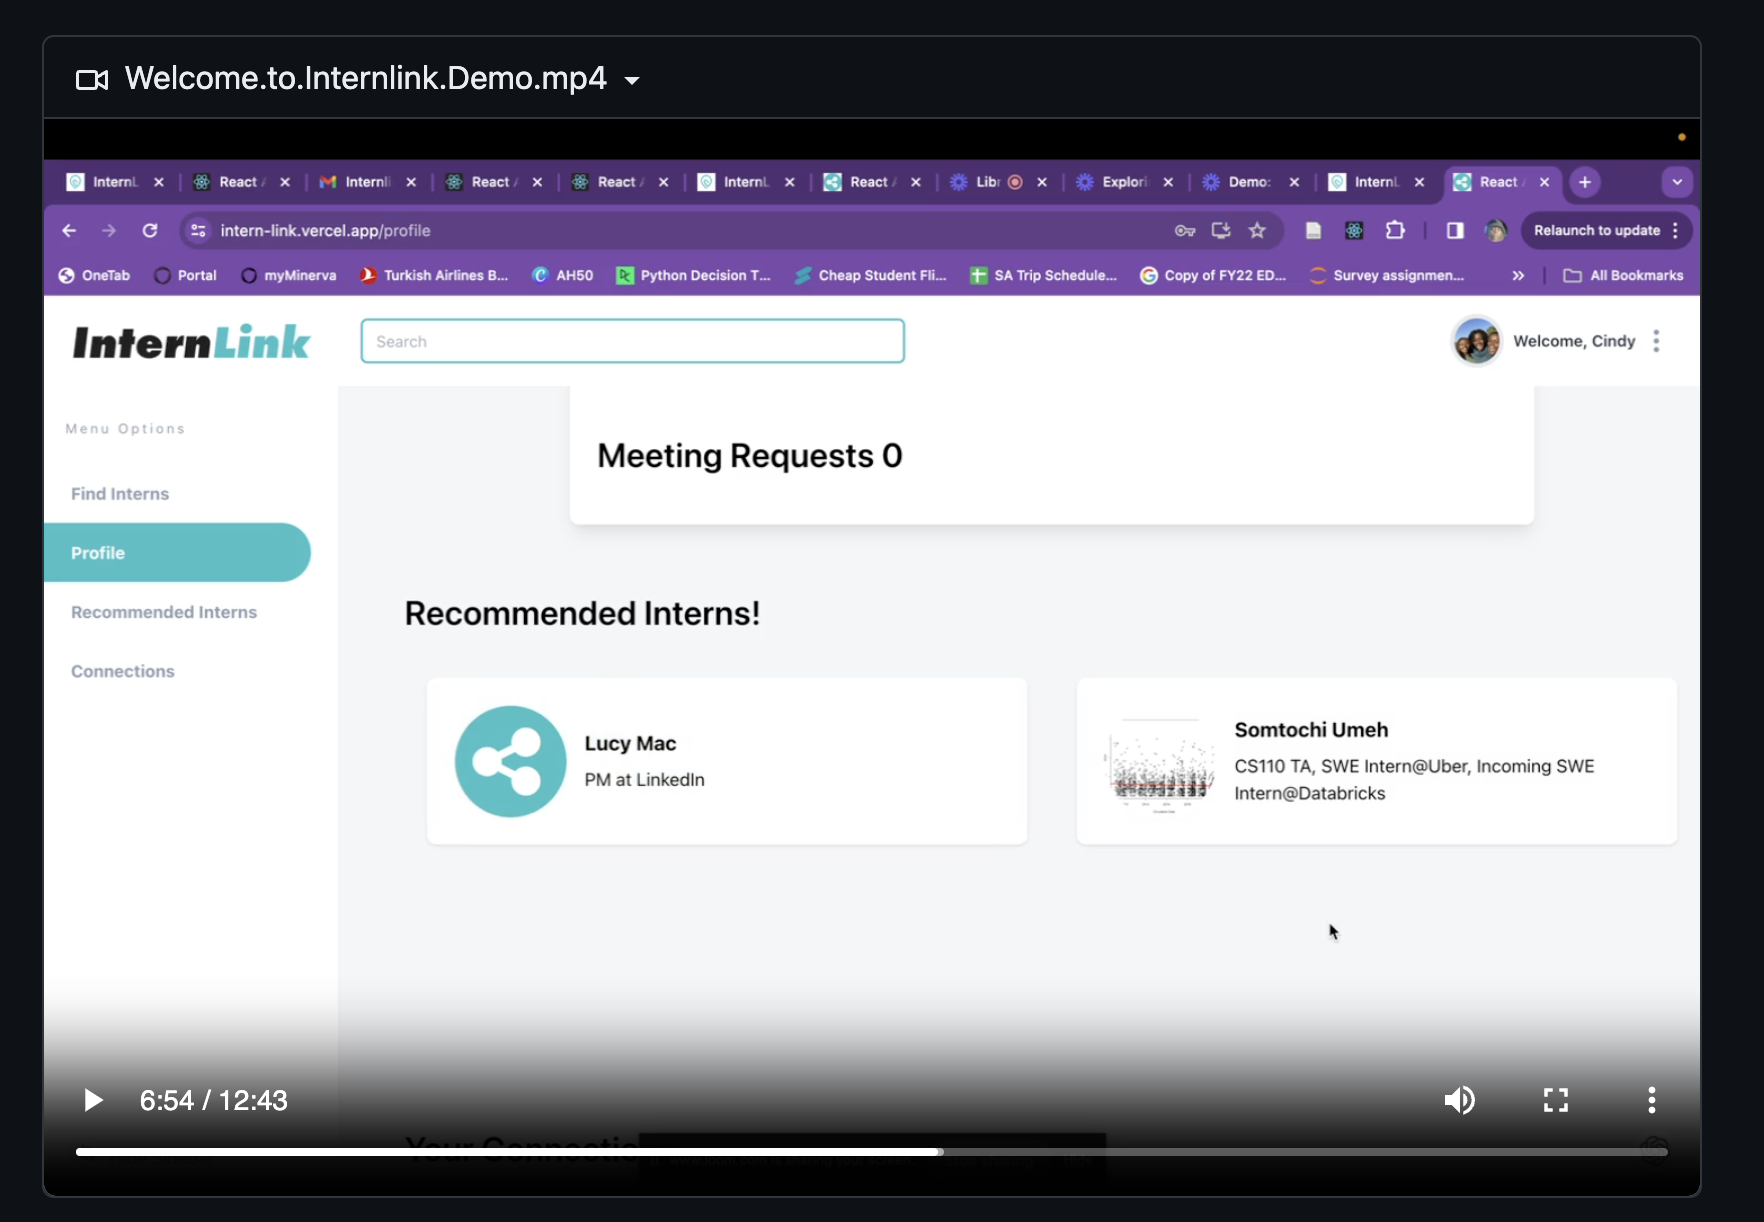 Welcome.to.Internlink.Demo.mp4
InternL React Internli React React InternL React Libr Explori Demo: InternL React
intern-link.vercel.app/profile Relaunch to update
OneTab Portal myMinerva Turkish Airlines B... AH50 Python Decision T... Cheap Student Fli... SA Trip Schedule... Copy of FY22 ED... Survey assignmen... » All Bookmarks
InternLink Search Welcome, Cindy
Menu Options
Meeting Requests 0
Find Interns
Profile
Recommended Interns
Connections
Recommended Interns!
Lucy Mac
PM at LinkedIn
Somtochi Umeh
CS110 TA, SWE Intern@Uber, Incoming SWE
Intern@Databricks
6:54 / 12:43
Your Connectio